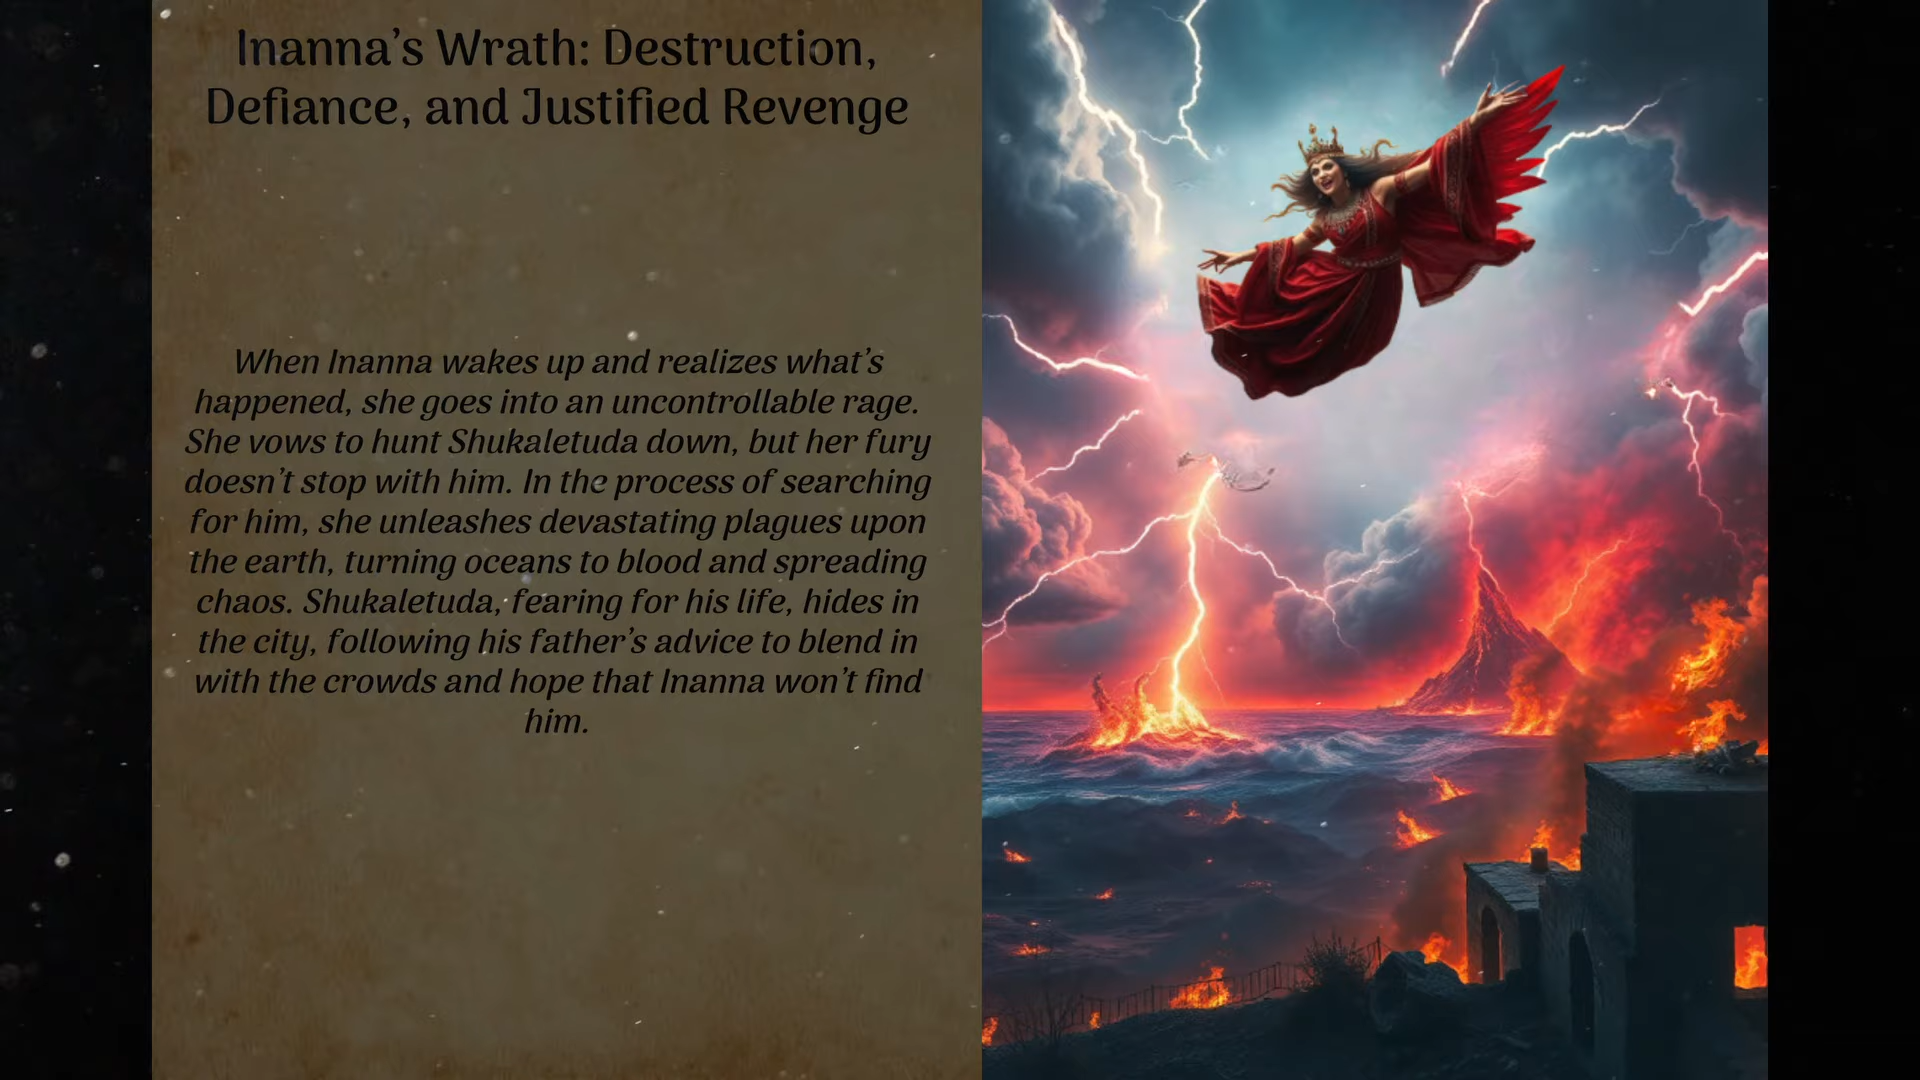 Inanna’s Wrath: Destruction,
Defiance, and Justified Revenge
When Inanna wakes up and realizes what’s
happened, she goes into an uncontrollable rage.
She vows to hunt Shukaletuda down, but her fury
doesn’t stop with him. In the process of searching
for him, she unleashes devastating plagues upon
the earth, turning oceans to blood and spreading
chaos. Shukaletuda, fearing for his life, hides in
the city, following his father’s advice to blend in
with the crowds and hope that Inanna won’t find
him.